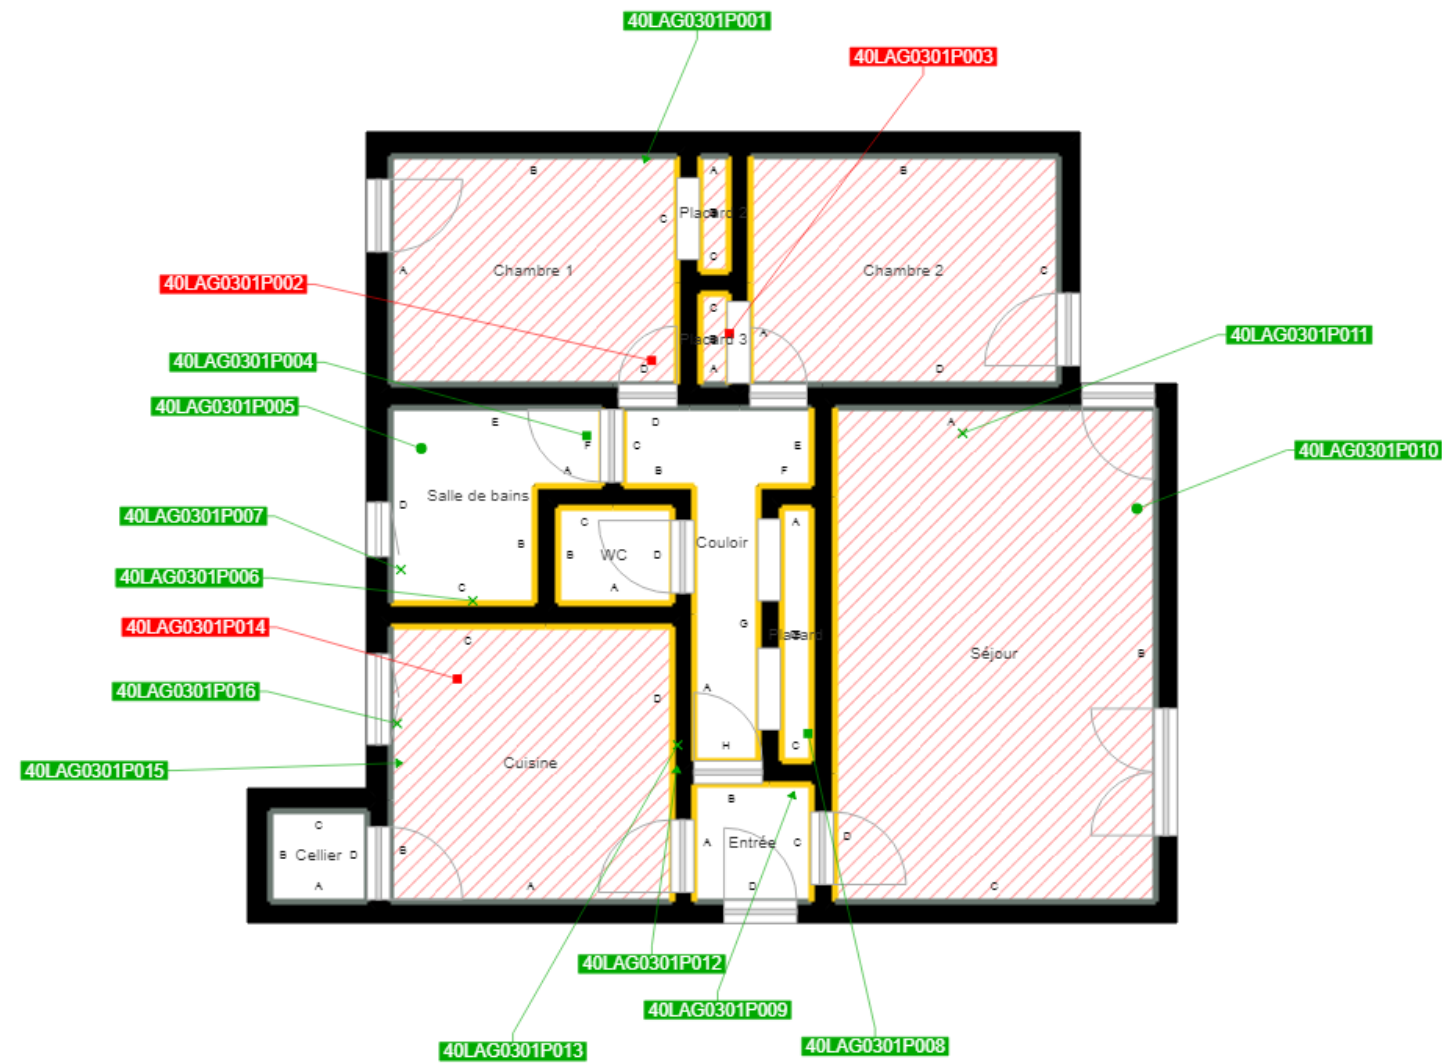 40LAG0301P001
40LAG0301P003
B
A
B
C
Placard 2
B
A
Chambre 1
C
Chambre 2
C
40LAG0301P002
C
40LAG0301P011
A
Placard 3
B
40LAG0301P004
D
A
D
40LAG0301P005
E
D
A
F
C
E
40LAG0301P010
A
B
F
Salle de bains
D
40LAG0301P007
C
A
B
Couloir
B
WC
D
40LAG0301P006
C
A
40LAG0301P014
G
C
Placard
B
Séjour
B
40LAG0301P016
D
A
H
C
40LAG0301P015
Cuisine
B
C
D
A
Entrée
C
B
Cellier
D
B
A
A
D
C
40LAG0301P012
40LAG0301P009
40LAG0301P013
40LAG0301P008